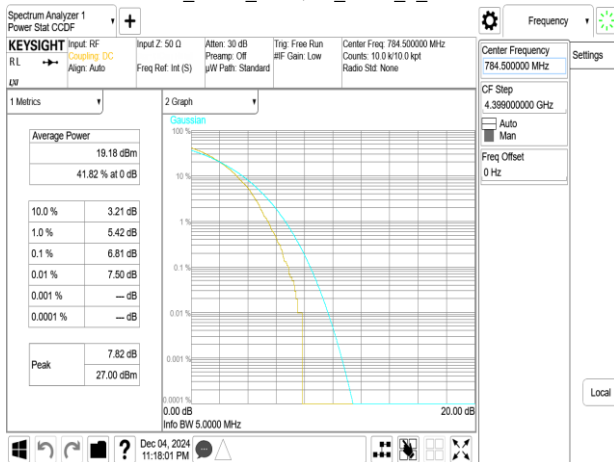 Spectrum Analyzer 1
Power Stat CCDF
Frequency
KEYSIGHT
RL
Input: RF
Coupling: DC
Align: Auto
Input Z: 50 Ω
Freq Ref: Int (S)
Atten: 30 dB
Preamp: Off
µW Path: Standard
Trig: Free Run
#IF Gain: Low
Center Freq: 784.500000 MHz
Counts: 10.0 k/10.0 kpt
Radio Std: None
Center Frequency
784.500000 MHz
Settings
CF Step
4.399000000 GHz
Auto
Man
Freq Offset
0 Hz
1 Metrics
2 Graph
Average Power
19.18 dBm
41.82 % at 0 dB
10.0 % 3.21 dB
1.0 % 5.42 dB
0.1 % 6.81 dB
0.01 % 7.50 dB
0.001 % --- dB
0.0001 % --- dB
Peak
7.82 dB
27.00 dBm
Gaussian
100 %
10 %
1 %
0.1 %
0.01 %
0.001 %
0.0001 %
0.00 dB 20.00 dB
Info BW 5.0000 MHz
Local
?
Dec 04, 2024
11:18:01 PM